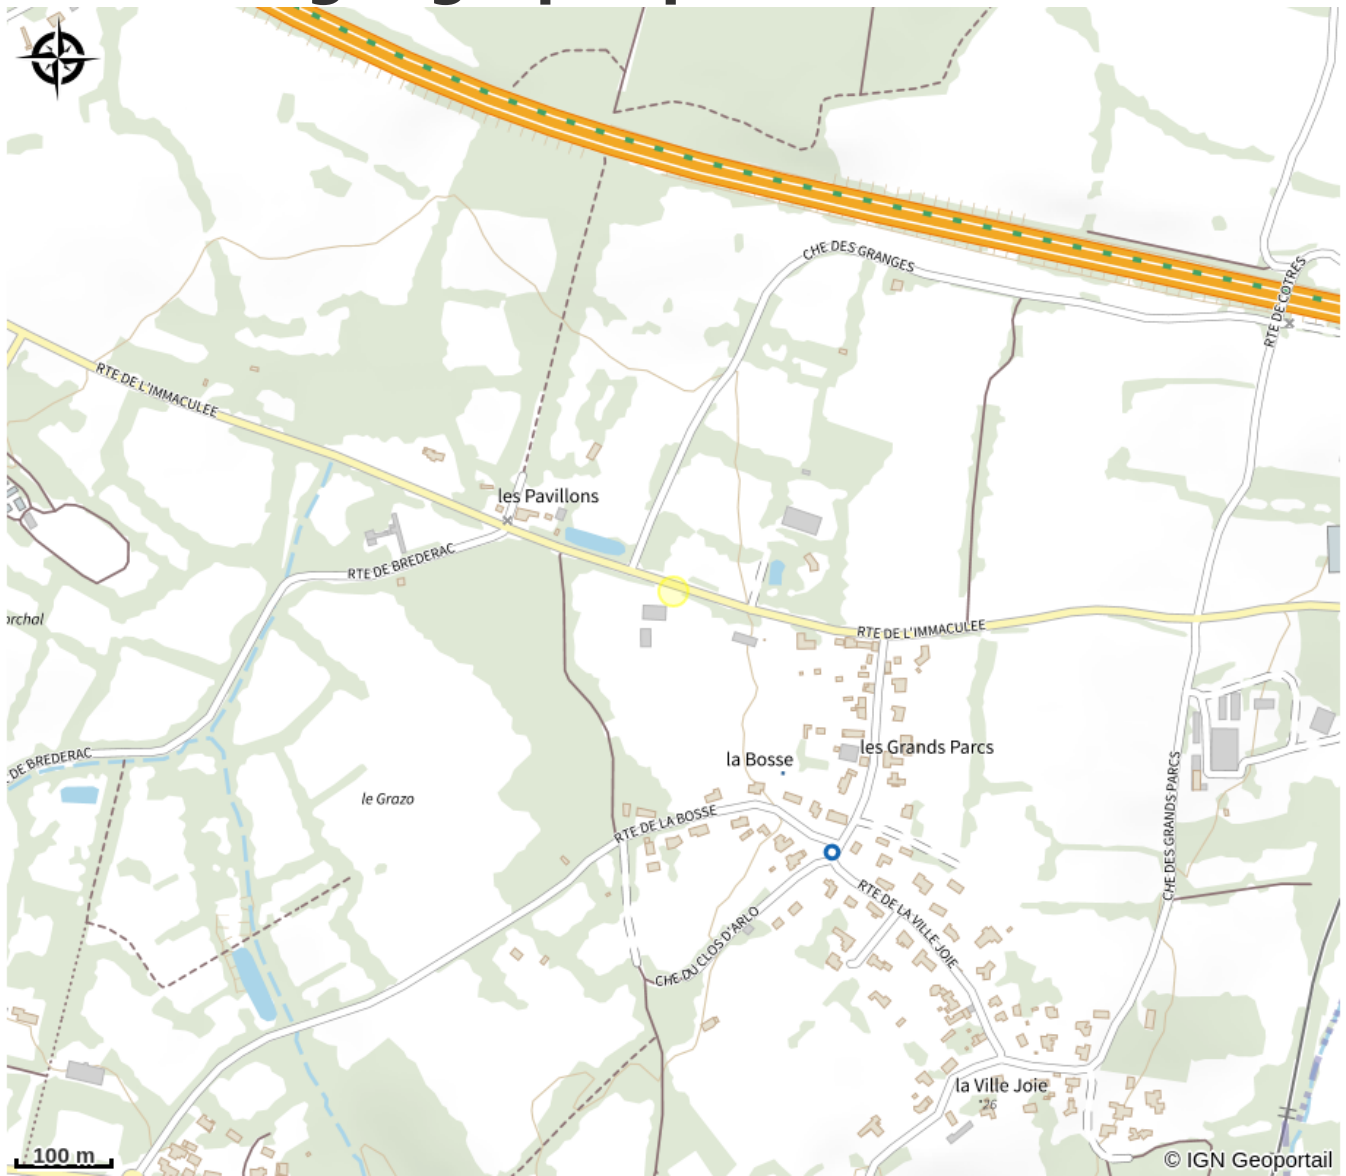 CHE DES GRANGES
RTE DE COTRES
RTE DE L'IMMACULEE
les Pavillons
RTE DE BREDERAC
orchal
RTE DE L'IMMACULEE
les Grands Parcs
la Bosse
DE BREDERAC
le Grazo
RTE DE LA BOSSE
CHE DES GRANDS PARCS
RTE DE LA VILLE JOIE
CHE DU CLOS D'ARLO
la Ville Joie
26
100 m
© IGN Geoportail